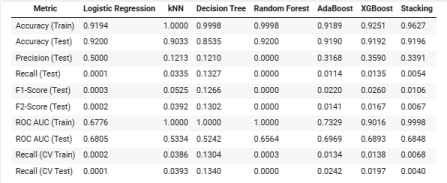 Metric Logistic Regression kNN Decision Tree Random Forest AdaBoost XGBoost Stacking
Accuracy (Train) 0.9194 1.0000 0.9998 0.9998 0.9189 0.9251 0.9627
Accuracy (Test) 0.9200 0.9033 0.8535 0.9200 0.9190 0.9192 0.9196
Precision (Test) 0.5000 0.1213 0.1210 0.0000 0.3168 0.3590 0.3391
Recall (Test) 0.0001 0.0335 0.1327 0.0000 0.0114 0.0135 0.0054
F1-Score (Test) 0.0003 0.0525 0.1266 0.0000 0.0220 0.0260 0.0106
F2-Score (Test) 0.0002 0.0392 0.1302 0.0000 0.0141 0.0167 0.0067
ROC AUC (Train) 0.6776 1.0000 1.0000 1.0000 0.7329 0.9016 0.9998
ROC AUC (Test) 0.6805 0.5334 0.5242 0.6564 0.6969 0.6893 0.6848
Recall (CV Train) 0.0002 0.0386 0.1304 0.0003 0.0134 0.0138 0.0068
Recall (CV Test) 0.0001 0.0393 0.1340 0.0000 0.0242 0.0197 0.0040